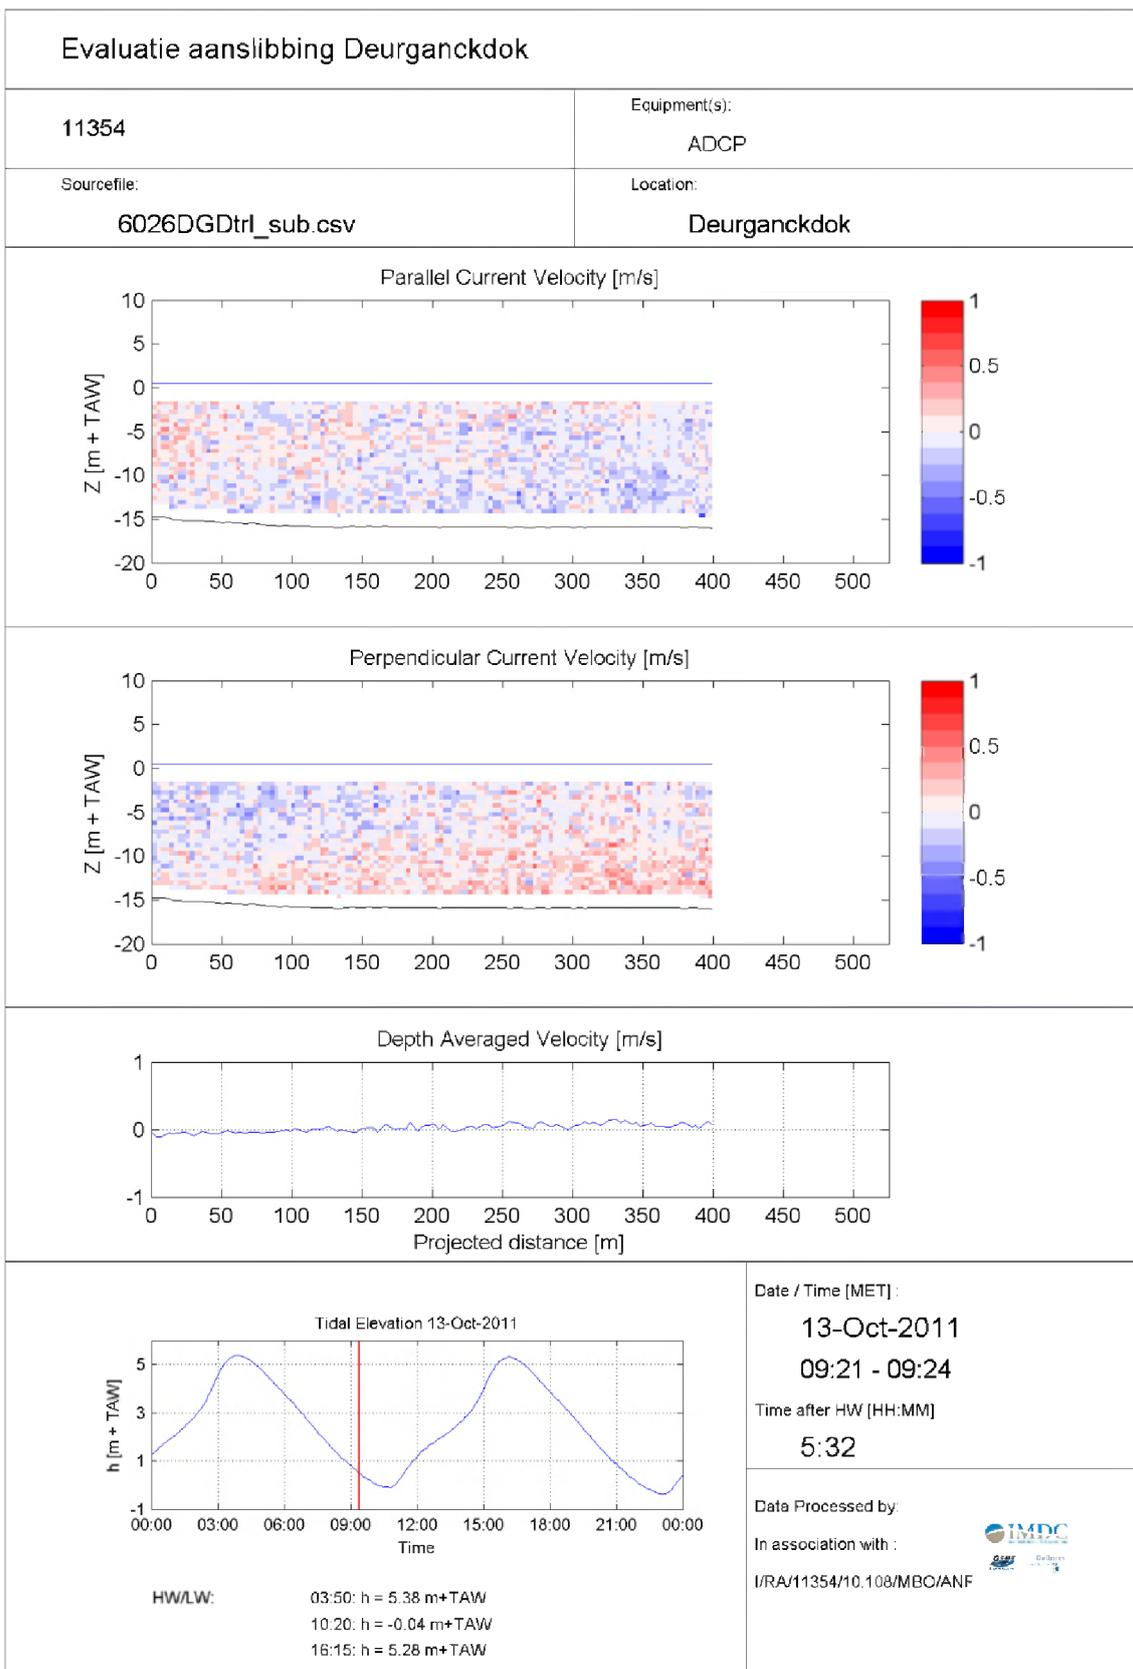 Evaluatie aanslibbing Deurganckdok
11354
Equipment(s):
ADCP
Sourcefile:
6026DGDtrl_sub.csv
Location:
Deurganckdok
Parallel Current Velocity [m/s]
10
5
0
-5
-10
-15
-20
Z [m + TAW]
0 50 100 150 200 250 300 350 400 450 500
1
0.5
0
-0.5
-1
Perpendicular Current Velocity [m/s]
10
5
0
-5
-10
-15
-20
Z [m + TAW]
0 50 100 150 200 250 300 350 400 450 500
1
0.5
0
-0.5
-1
Depth Averaged Velocity [m/s]
1
0
-1
0 50 100 150 200 250 300 350 400 450 500
Projected distance [m]
Tidal Elevation 13-Oct-2011
5
3
1
-1
h [m + TAW]
00:00 03:00 06:00 09:00 12:00 15:00 18:00 21:00 00:00
Time
HW/LW:
03:50: h = 5.38 m+TAW
10:20: h = -0.04 m+TAW
16:15: h = 5.28 m+TAW
Date / Time [MET] :
13-Oct-2011
09:21 - 09:24
Time after HW [HH:MM]
5:32
Data Processed by:
IMDC
In association with :
I/RA/11354/10.108/MBO/ANF